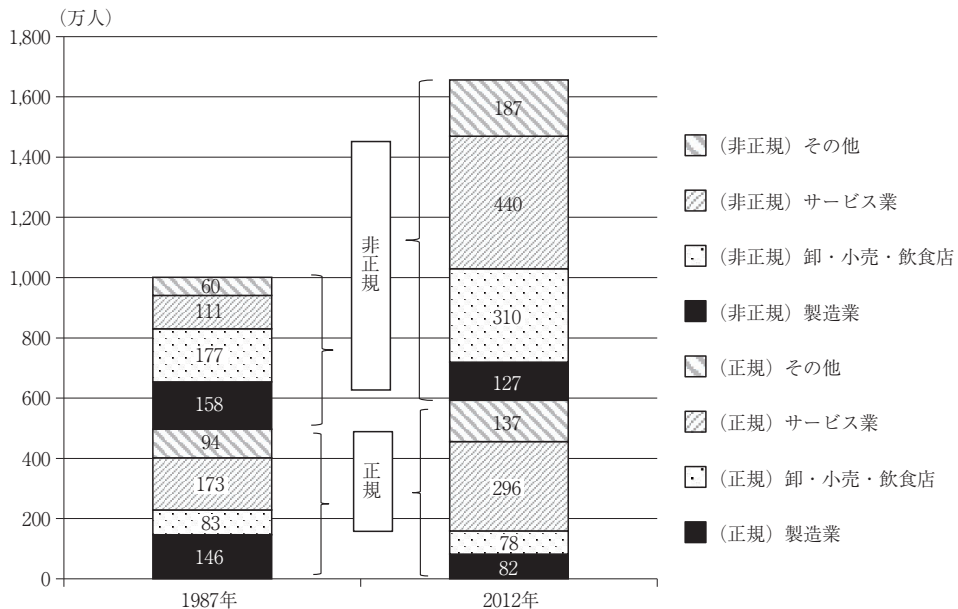 （万人）
1,800
1,600
1,400
1,200
1,000
800
600
400
200
0
60
111
177
158
94
173
83
146
1987年
非正規
正規
187
440
310
127
137
296
78
82
2012年
（非正規）その他
（非正規）サービス業
（非正規）卸・小売・飲食店
（非正規）製造業
（正規）その他
（正規）サービス業
（正規）卸・小売・飲食店
（正規）製造業